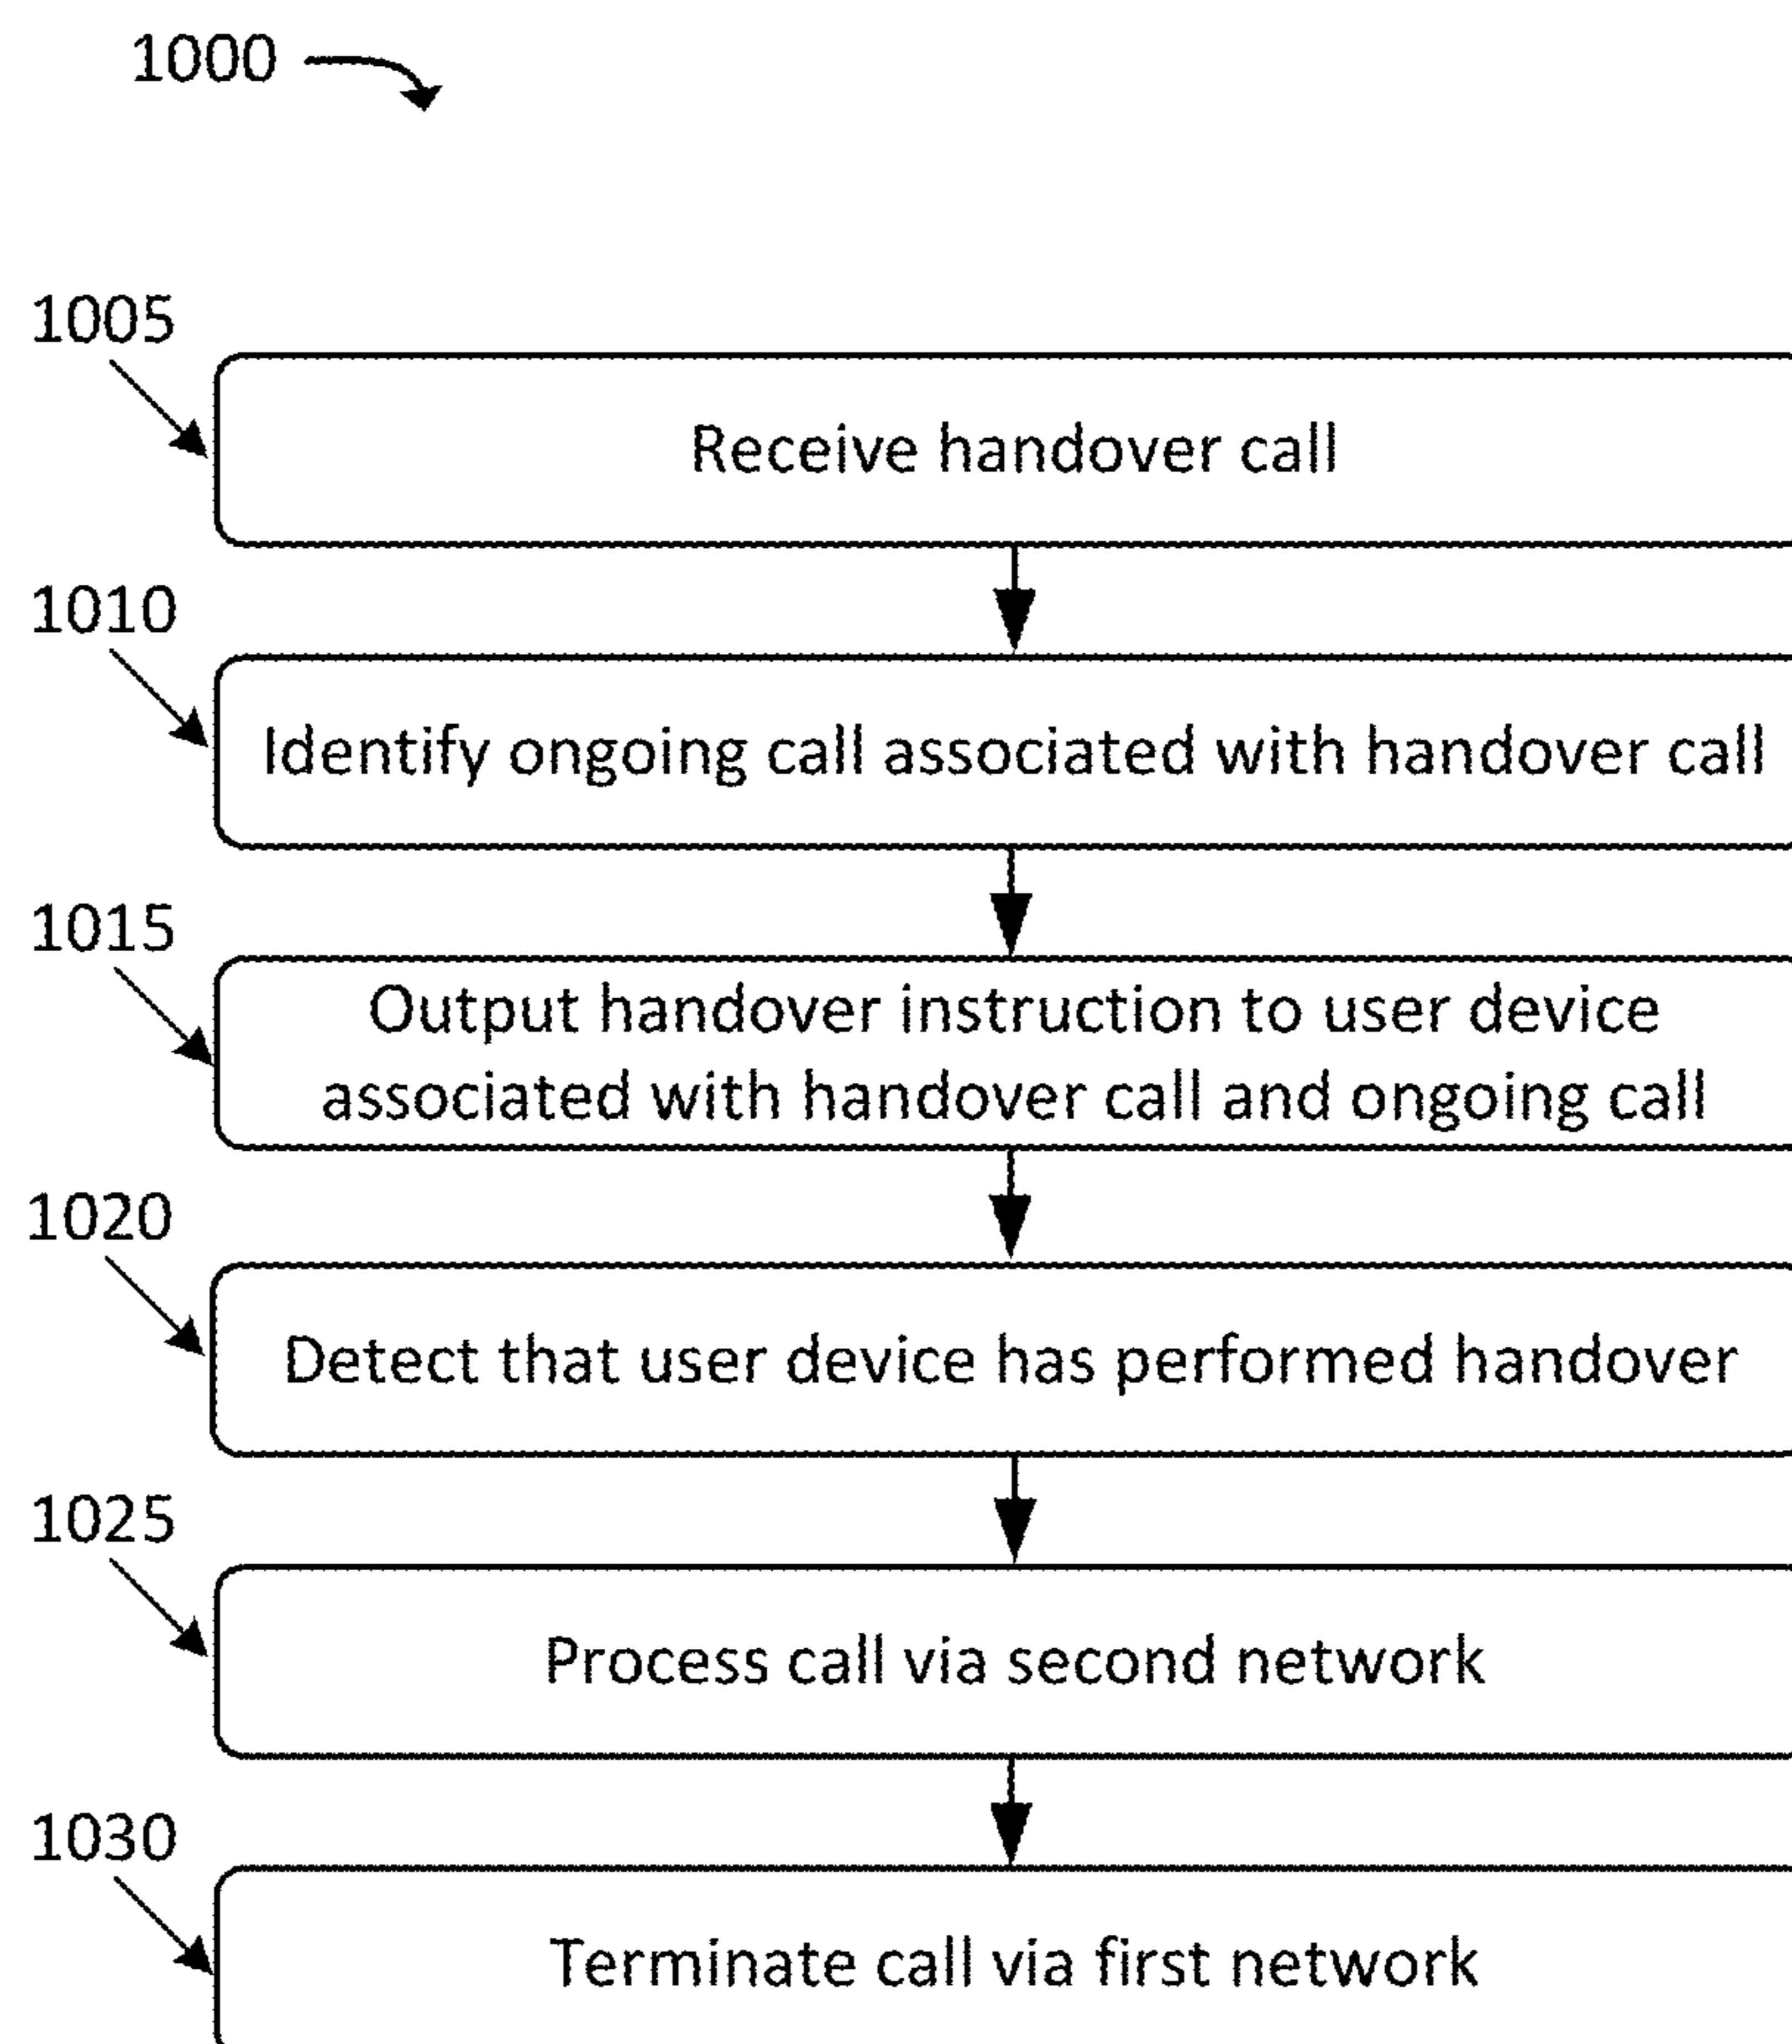 1000
1005
Receive handover call
1010
Identify ongoing call associated with handover call
1015
Output handover instruction to user device
associated with handover call and ongoing call
1020
Detect that user device has performed handover
1025
Process call via second network
1030
Terminate call via first network